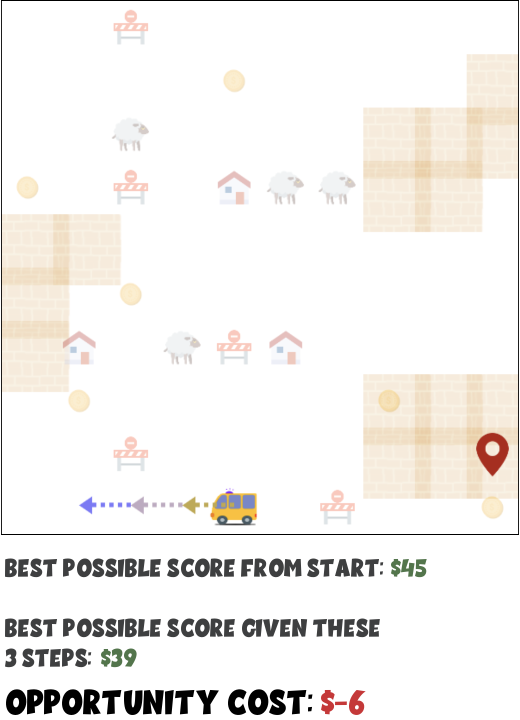 BEST POSSIBLE SCORE FROM START: $45
BEST POSSIBLE SCORE GIVEN THESE
3 STEPS: $39
OPPORTUNITY COST: $-6